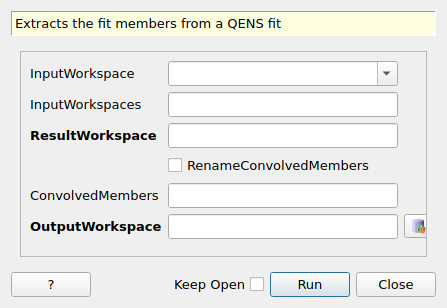 Extracts the fit members from a QENS fit
InputWorkspace
InputWorkspaces
ResultWorkspace
RenameConvolvedMembers
ConvolvedMembers
OutputWorkspace
? Keep Open Run Close